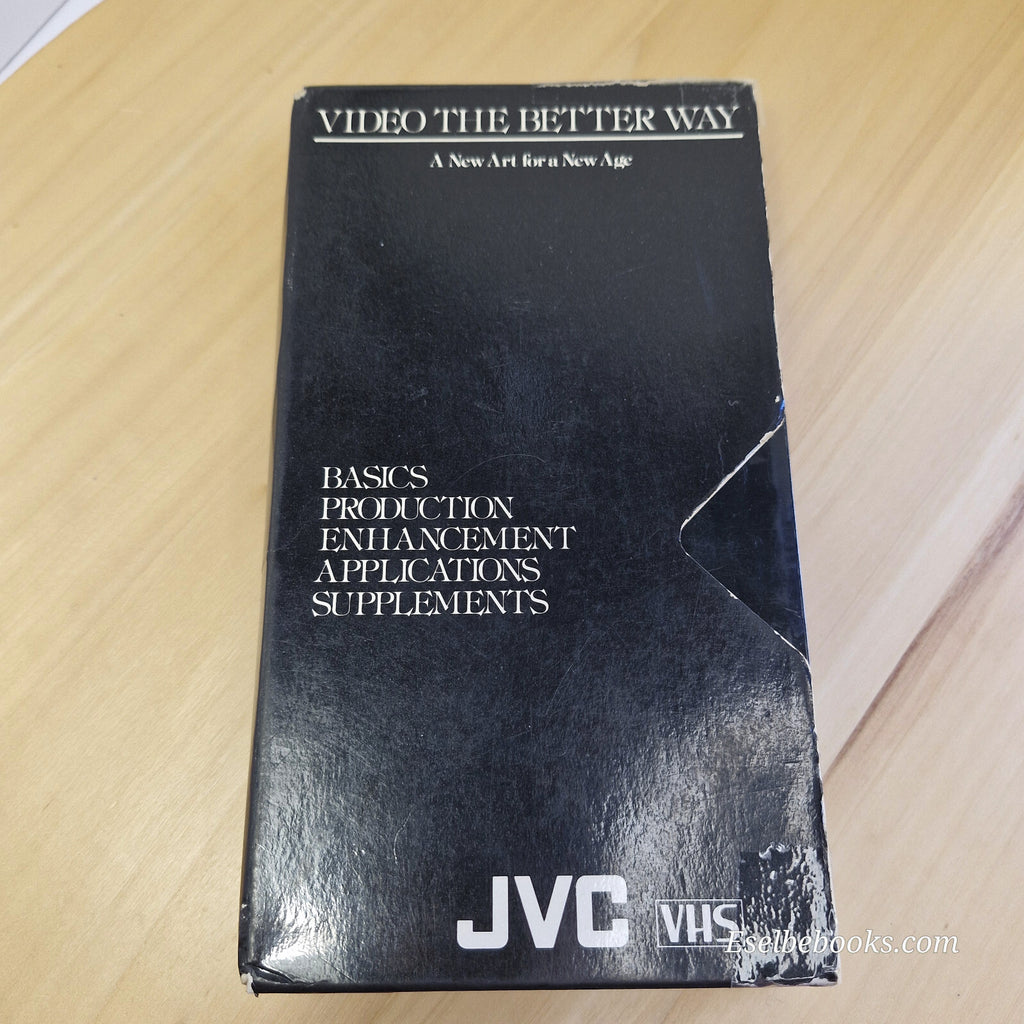 VIDEO THE BETTER WAY
A New Art for a New Age
BASICS
PRODUCTION
ENHANCEMENT
APPLICATIONS
SUPPLEMENTS
JVC
VHS
Eselbebooks.com